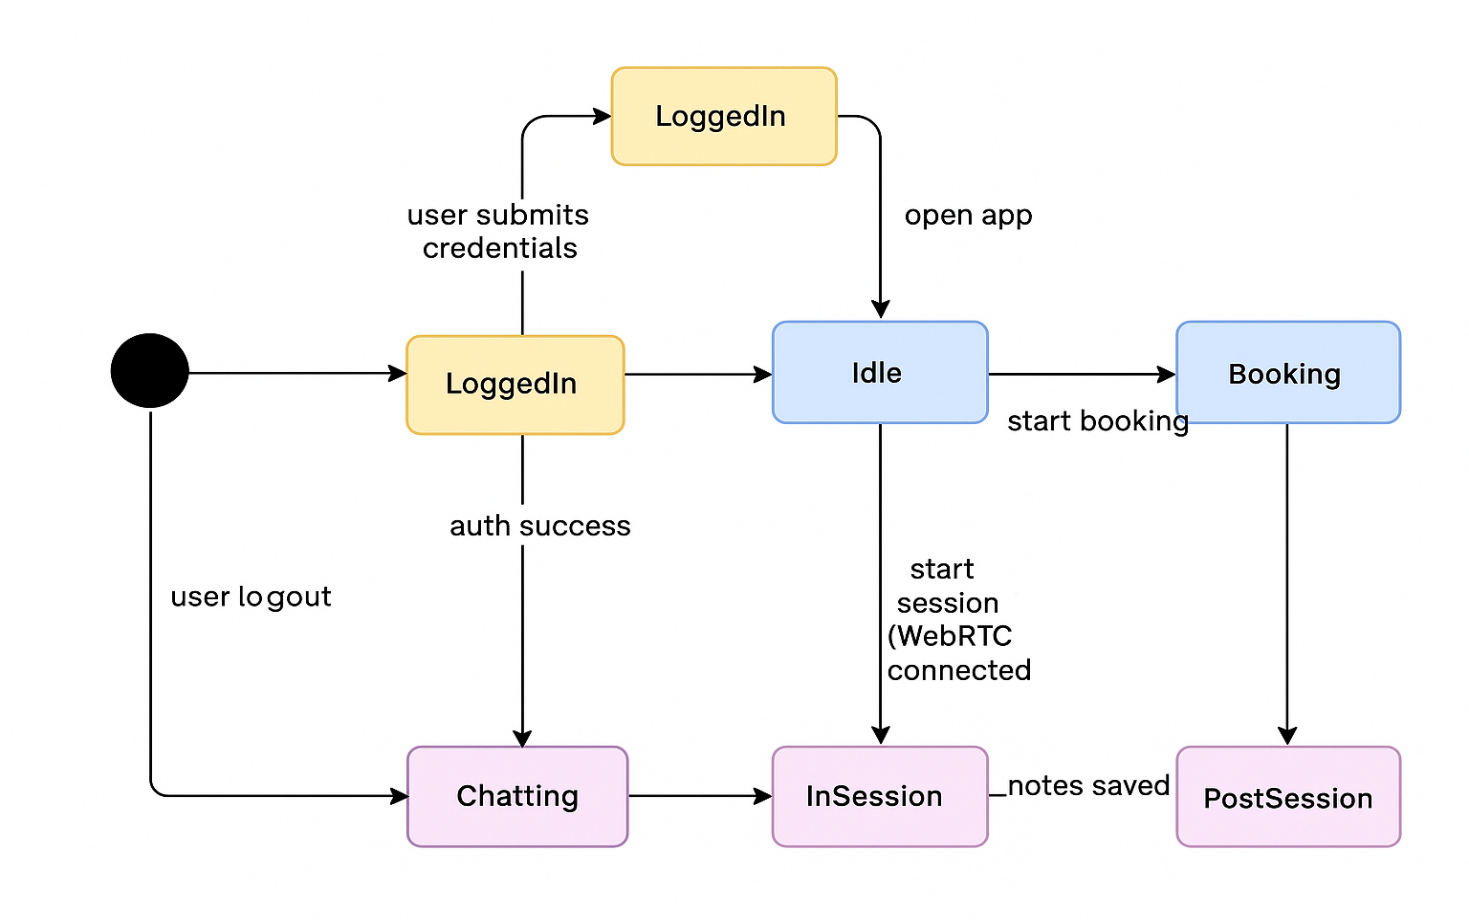 LoggedIn
user submits
credentials
open app
LoggedIn
Idle
Booking
start booking
auth success
user logout
start
session
(WebRTC
connected
Chatting
InSession
notes saved
PostSession